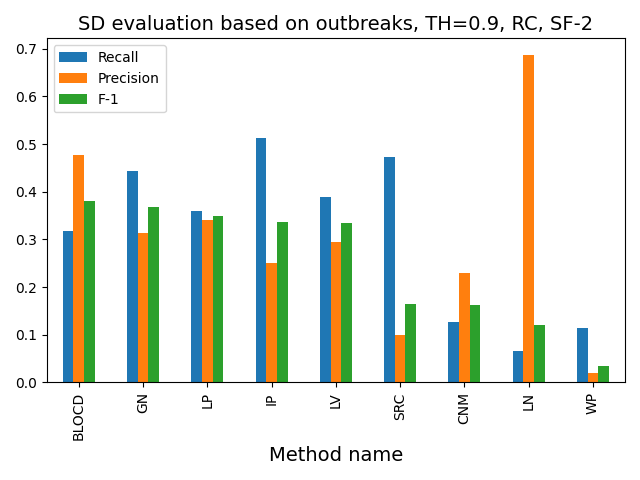 SD evaluation based on outbreaks, TH=0.9, RC, SF-2
Recall
Precision
F-1
0.7
0.6
0.5
0.4
0.3
0.2
0.1
0.0
BLOCD
GN
LP
IP
LV
SRC
CNM
LN
WP
Method name